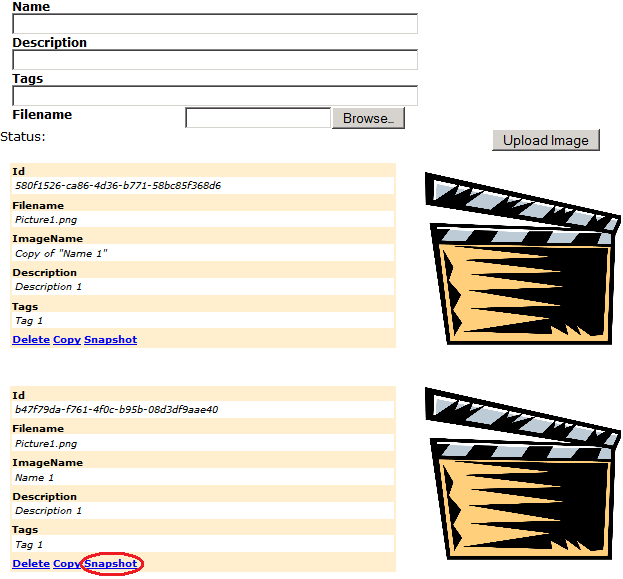 Name
Description
Tags
Filename Browse...
Status: Upload Image
Id
580f1526-ca86-4d36-b771-58bc85f368d6
Filename
Picture1.png
ImageName
Copy of "Name 1"
Description
Description 1
Tags
Tag 1
Delete Copy Snapshot
Id
b47f79da-f761-4f0c-b95b-08d3df9aae40
Filename
Picture1.png
ImageName
Name 1
Description
Description 1
Tags
Tag 1
Delete Copy Snapshot